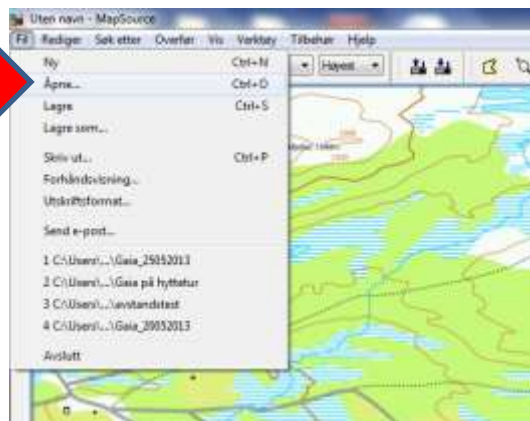 Uten navn - MapSource
Fil Rediger Søk etter Overfør Vis Verktøy Tilbehør Hjelp
Ny Ctrl+N
Åpne... Ctrl+O
Lagre Ctrl+S
Lagre som...
Skriv ut... Ctrl+P
Forhåndsvisning...
Utskriftsformat...
Send e-post...
1 C:\Users\...\Gaia_25052013
2 C:\Users\...\Gaia på hyttetur
3 C:\Users\...\avstandstest
4 C:\Users\...\Gaia_20052013
Avslutt
Høyest